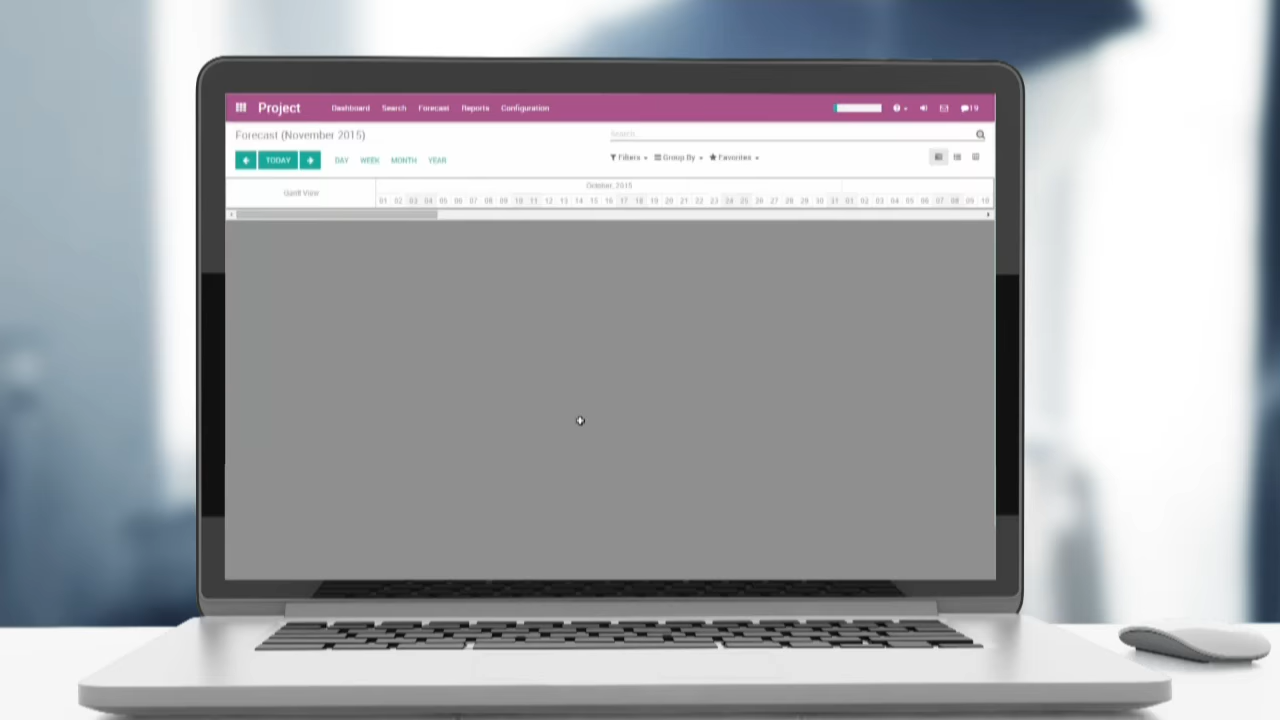 Project Dashboard Search Forecast Reports Configuration 19
Forecast (November 2015) Search...
TODAY DAY WEEK MONTH YEAR Filters Group By Favorites
Gantt View October, 2015
01 02 03 04 05 06 07 08 09 10 11 12 13 14 15 16 17 18 19 20 21 22 23 24 25 26 27 28 29 30 31 01 02 03 04 05 06 07 08 09 10